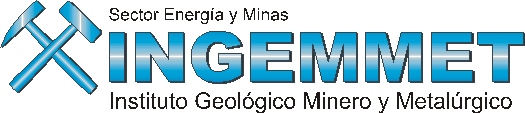 Sector Energía y Minas
INGEMMET
Instituto Geológico Minero y Metalúrgico